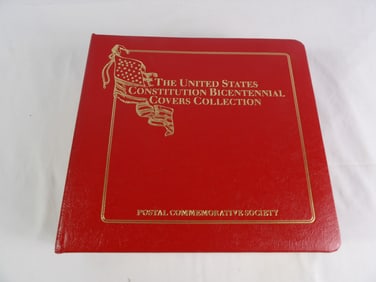 The United States
Constitution Bicentennial
Covers Collection
Postal Commemorative Society